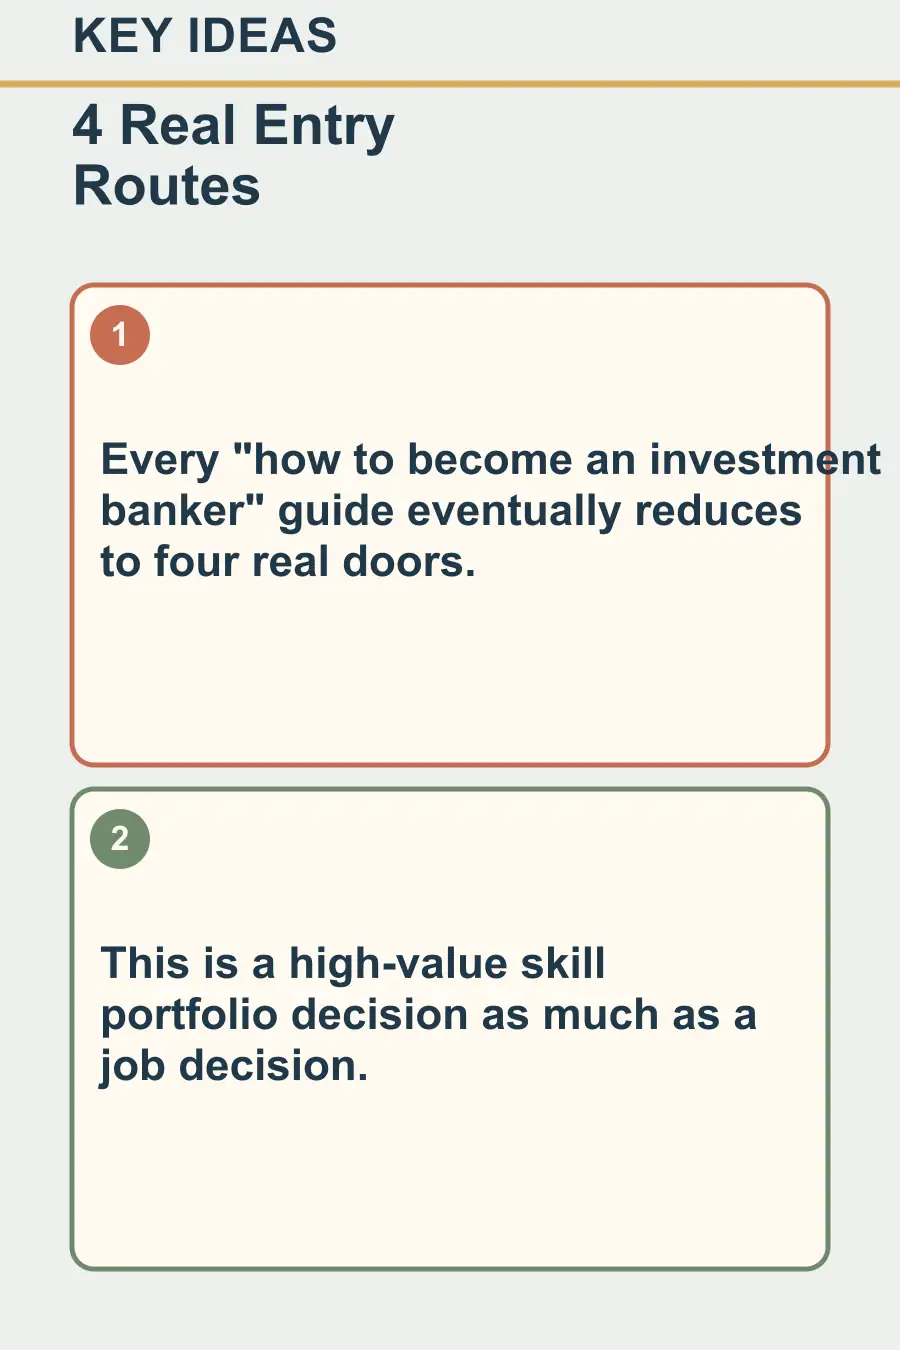 KEY IDEAS
4 Real Entry
Routes
1
Every "how to become an investment
banker" guide eventually reduces
to four real doors.
2
This is a high-value skill
portfolio decision as much as a
job decision.